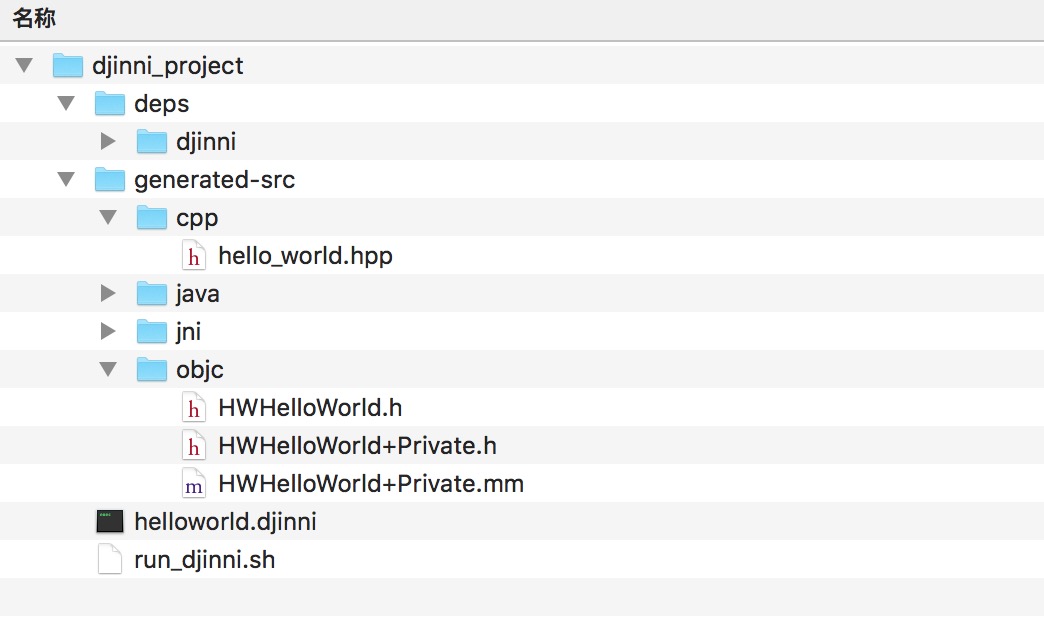 名称
djinni_project
deps
djinni
generated-src
cpp
hello_world.hpp
java
jni
objc
HWHelloWorld.h
HWHelloWorld+Private.h
HWHelloWorld+Private.mm
helloworld.djinni
run_djinni.sh